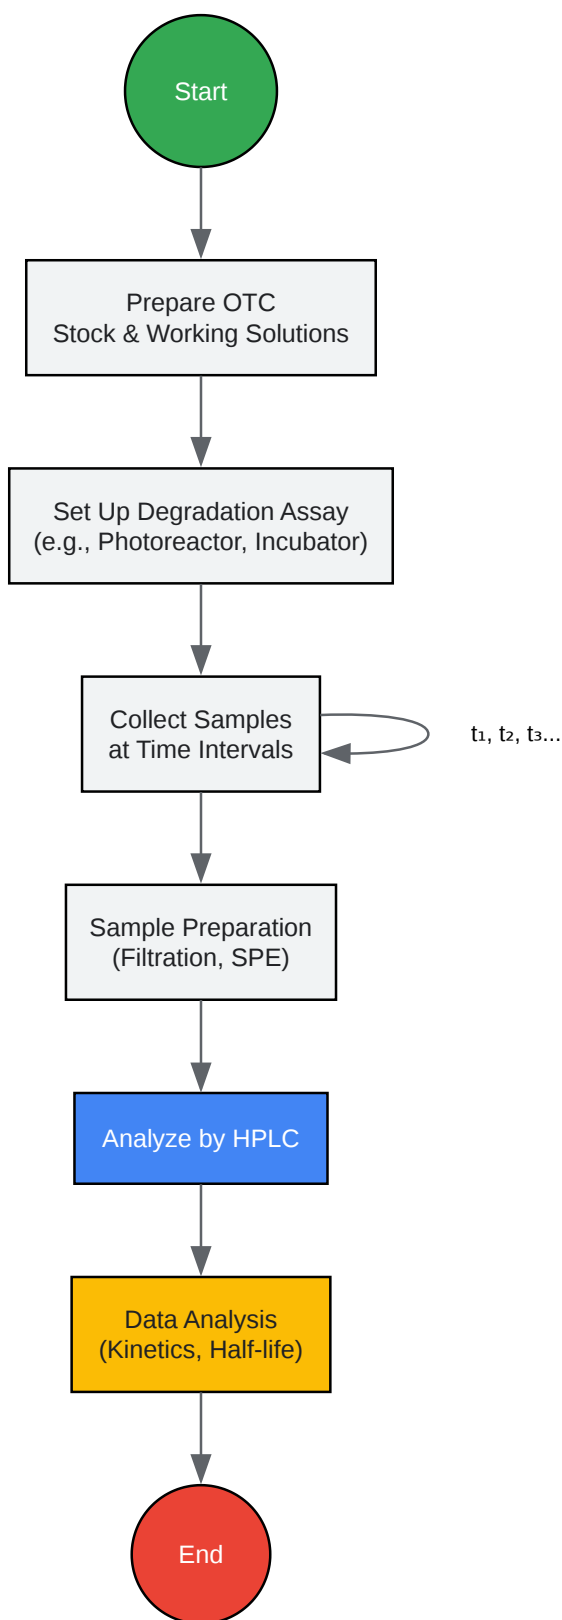 Start
Prepare OTC
Stock & Working Solutions
Set Up Degradation Assay
(e.g., Photoreactor, Incubator)
Collect Samples
at Time Intervals
t₁, t₂, t₃...
Sample Preparation
(Filtration, SPE)
Analyze by HPLC
Data Analysis
(Kinetics, Half-life)
End